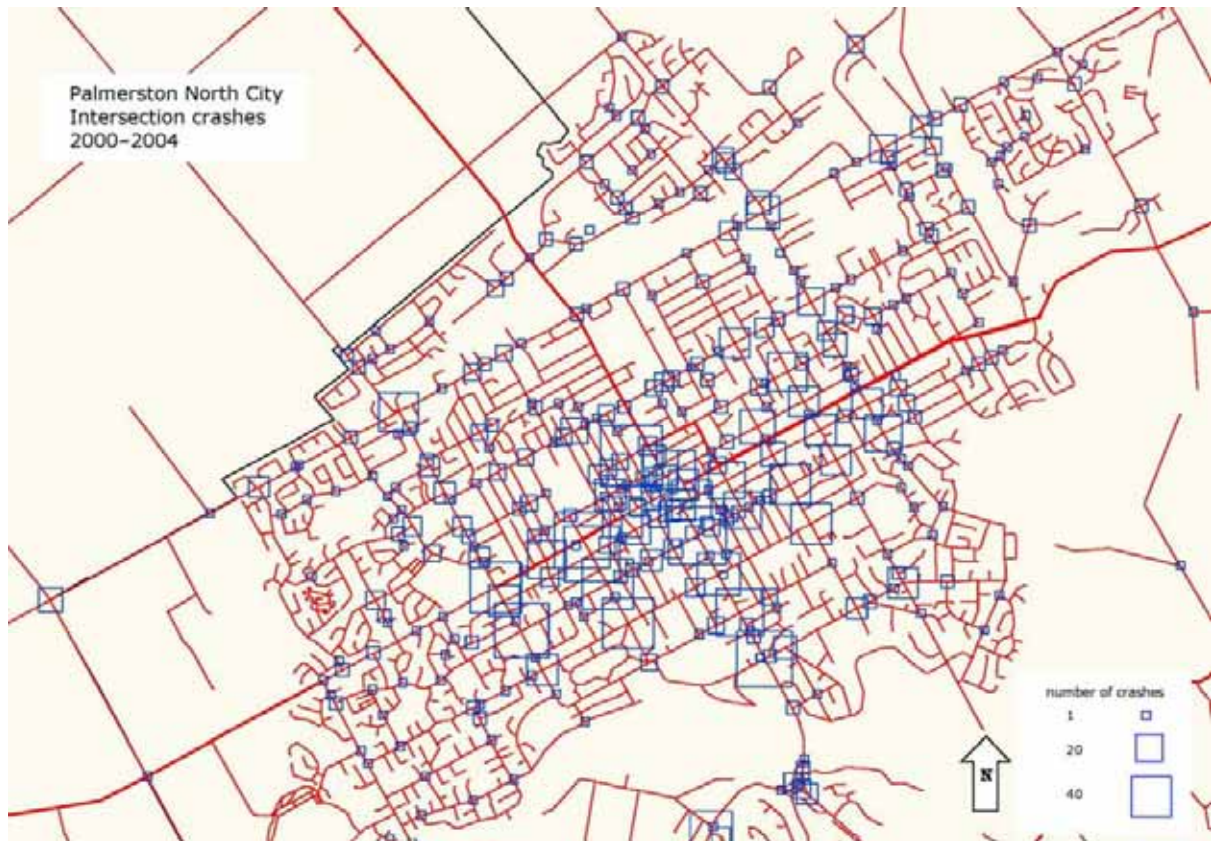 Palmerston North City
Intersection crashes
2000–2004
number of crashes
1
20
40
N